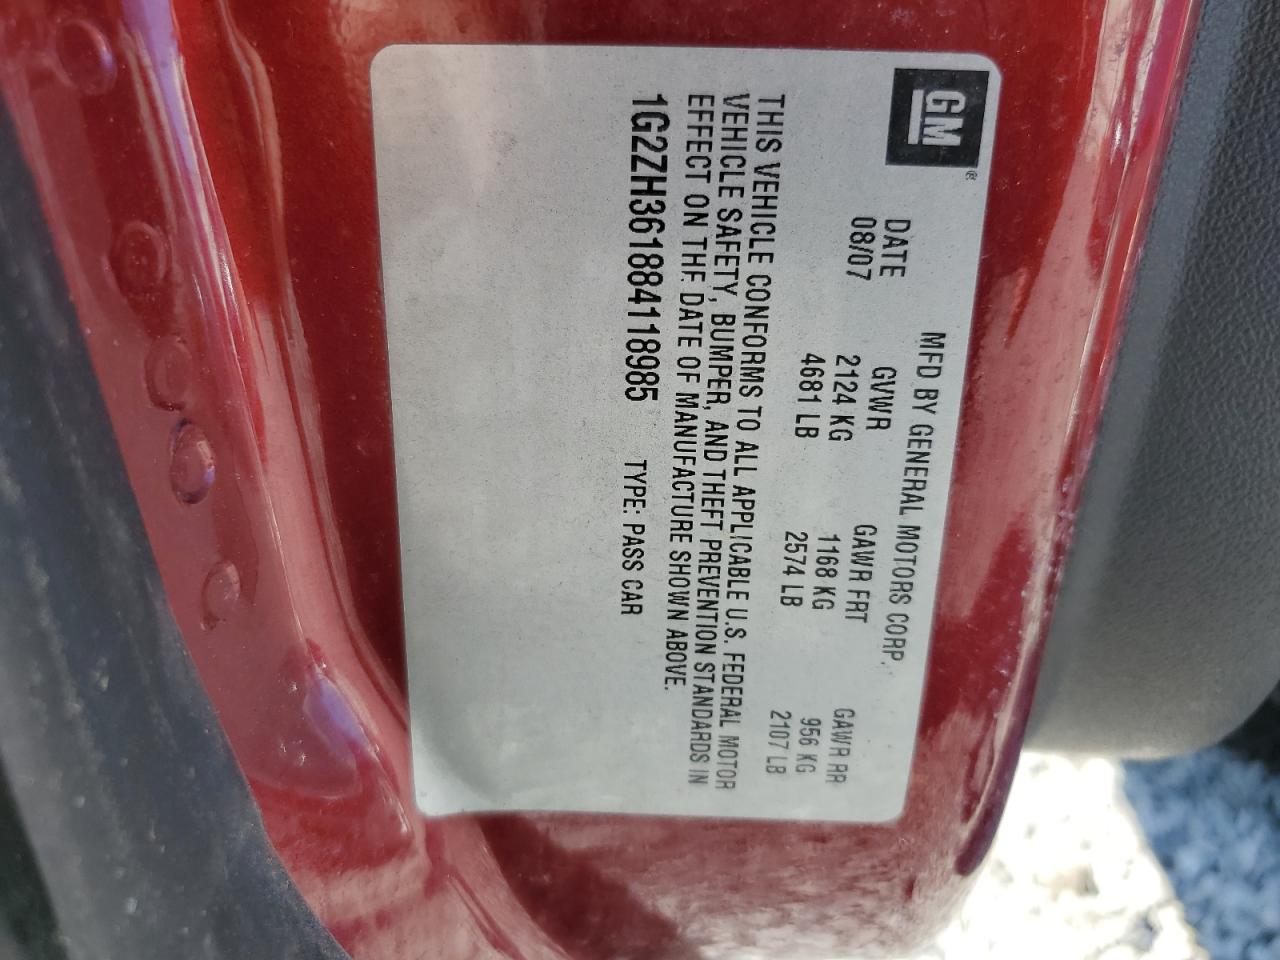 GM®
MFD BY GENERAL MOTORS CORP.
DATE GVWR GAWR FRT GAWR RR
08/07 2124 KG 1168 KG 956 KG
4681 LB 2574 LB 2107 LB
THIS VEHICLE CONFORMS TO ALL APPLICABLE U.S. FEDERAL MOTOR
VEHICLE SAFETY, BUMPER, AND THEFT PREVENTION STANDARDS IN
EFFECT ON THE DATE OF MANUFACTURE SHOWN ABOVE.
1G2ZH361884118985 TYPE: PASS CAR